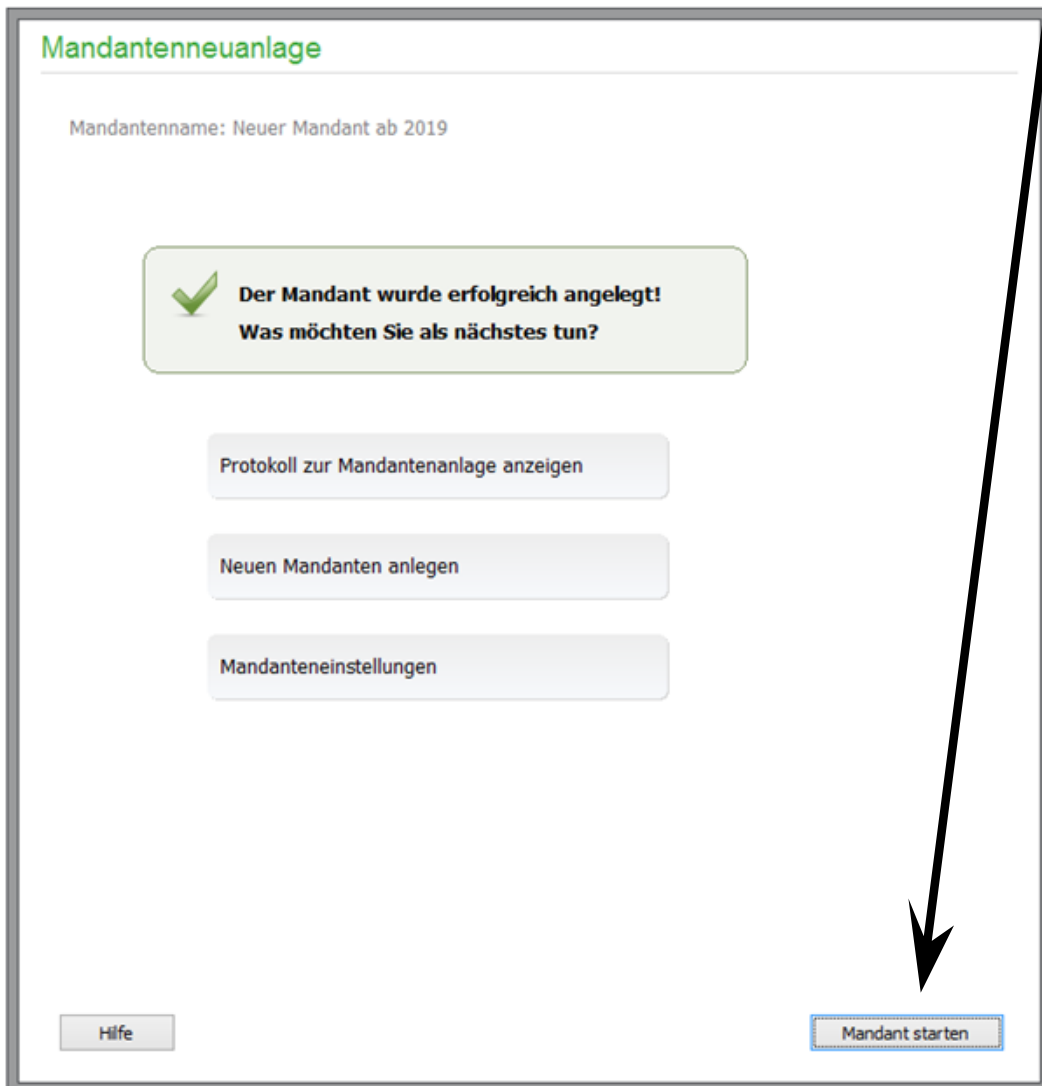 Mandantenneuanlage
Mandantenname: Neuer Mandant ab 2019
Der Mandant wurde erfolgreich angelegt!
Was möchten Sie als nächstes tun?
Protokoll zur Mandantenanlage anzeigen
Neuen Mandanten anlegen
Mandanteneinstellungen
Hilfe
Mandant starten